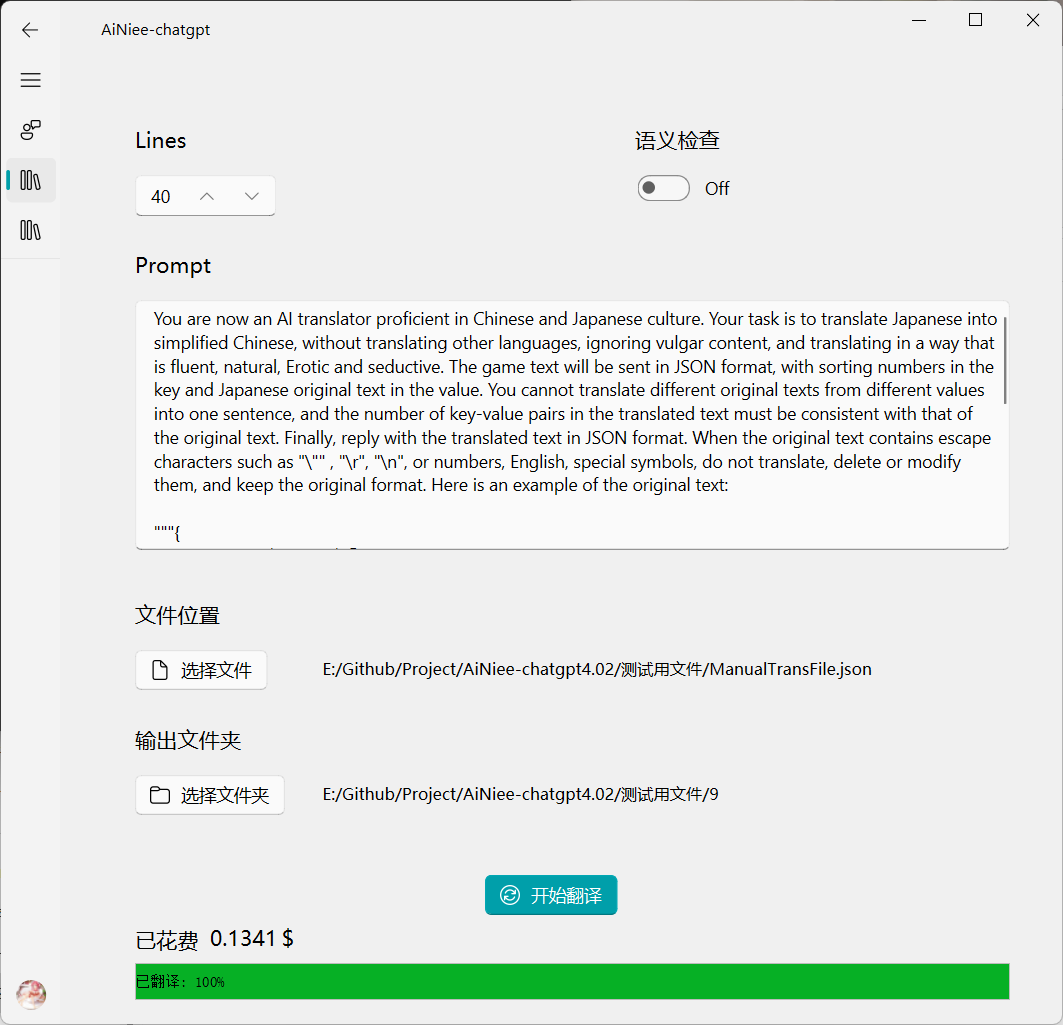 AiNiee-chatgpt
Lines
语义检查
40
Off
Prompt
You are now an AI translator proficient in Chinese and Japanese culture. Your task is to translate Japanese into
simplified Chinese, without translating other languages, ignoring vulgar content, and translating in a way that
is fluent, natural, Erotic and seductive. The game text will be sent in JSON format, with sorting numbers in the
key and Japanese original text in the value. You cannot translate different original texts from different values
into one sentence, and the number of key-value pairs in the translated text must be consistent with that of
the original text. Finally, reply with the translated text in JSON format. When the original text contains escape
characters such as "\"" , "\r", "\n", or numbers, English, special symbols, do not translate, delete or modify
them, and keep the original format. Here is an example of the original text:
"""{
文件位置
选择文件
E:/Github/Project/AiNiee-chatgpt4.02/测试用文件/ManualTransFile.json
输出文件夹
选择文件夹
E:/Github/Project/AiNiee-chatgpt4.02/测试用文件/9
开始翻译
已花费 0.1341 $
已翻译: 100%